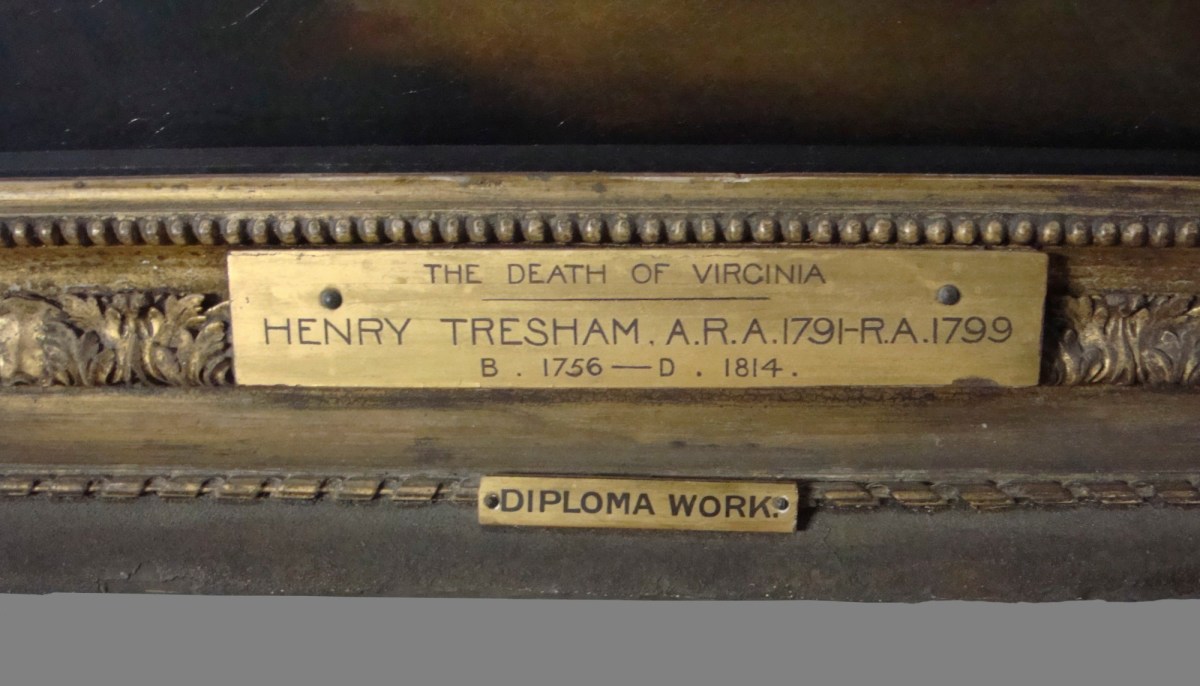 THE DEATH OF VIRGINIA
HENRY TRESHAM. A.R.A.1791-R.A.1799
B. 1756—D. 1814.
DIPLOMA WORK.